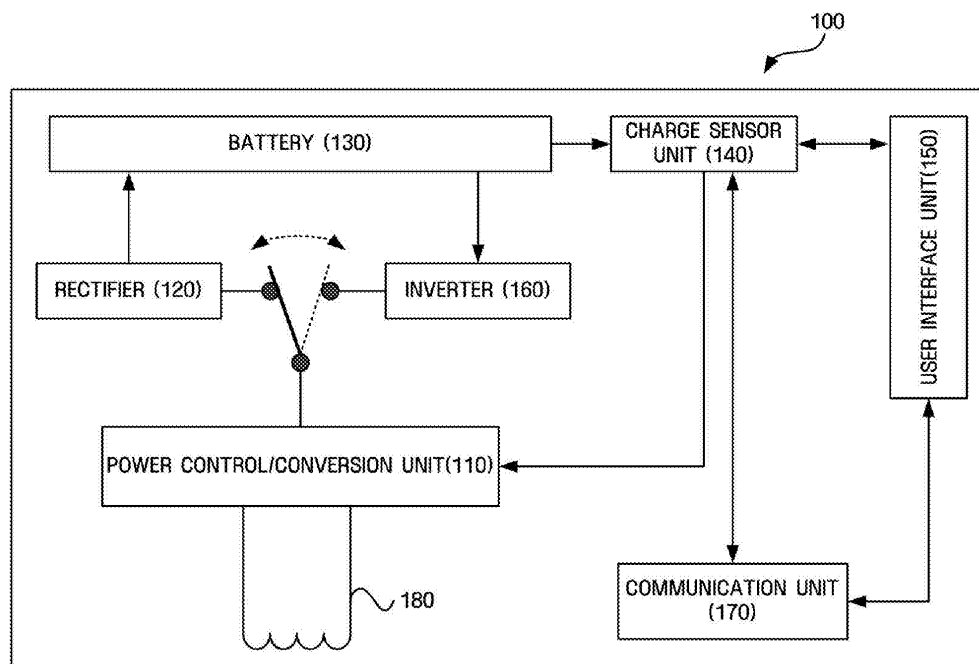 100
BATTERY (130)
CHARGE SENSOR
UNIT (140)
USER INTERFACE UNIT(150)
RECTIFIER (120)
INVERTER (160)
POWER CONTROL/CONVERSION UNIT(110)
180
COMMUNICATION UNIT
(170)